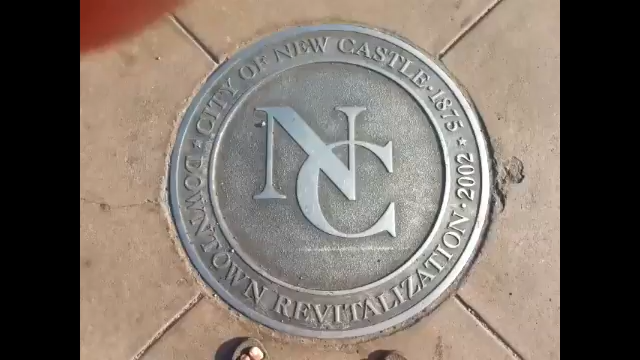 CITY OF NEW CASTLE · 1875 ★
DOWNTOWN REVITALIZATION · 2002 ★
NC